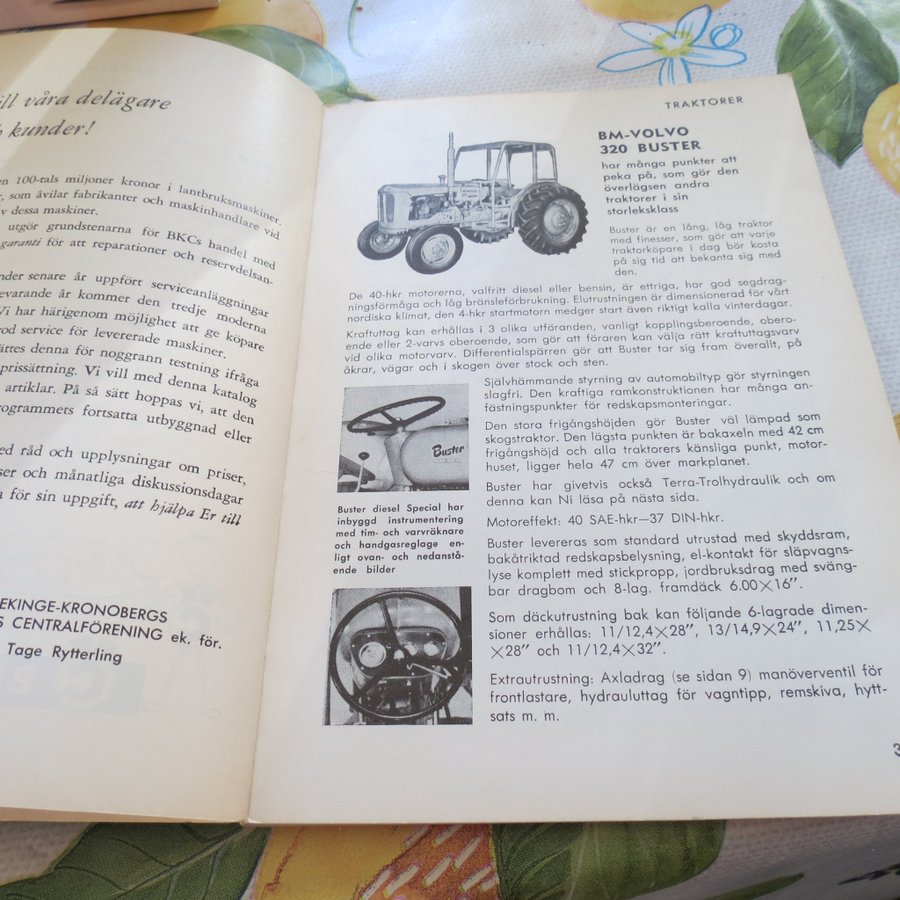 ill våra delägare
kunder!
en 100-tals miljoner kronor i lantbruksmaskiner,
, som åvilar fabrikanter och maskinhandlare vid
v dessa maskiner.
utgör grundstenarna för BKCs handel med
garanti för att reparationer och reservdelsan-
nder senare år uppfört serviceanläggningar
evarande år kommer den tredje moderna
Vi har härigenom möjlighet att ge köpare
od service för levererade maskiner.
ättes denna för noggrann testning ifråga
prissättning. Vi vill med denna katalog
artiklar. På så sätt hoppas vi, att den
rogrammets fortsatta utbyggnad eller
ed råd och upplysningar om priser,
ser och månatliga diskussionsdagar
a för sin uppgift, att hjälpa Er till
EKINGE-KRONOBERGS
S CENTRALFÖRENING ek. för.
Tage Rytterling
TRAKTORER
BM-VOLVO
320 BUSTER
har många punkter att
peka på, som gör den
överlägsen andra
traktorer i sin
storleksklass
Buster är en lång, låg traktor
med finesser, som gör att varje
traktorköpare i dag bör kosta
på sig tid att bekanta sig med
den.
De 40-hkr motorerna, valfritt diesel eller bensin, är ettriga, har god segdrag-
ningsförmåga och låg bränsleförbrukning. Elutrustningen är dimensionerad för vårt
nordiska klimat, den 4-hkr startmotorn medger start även riktigt kalla vinterdagar.
Kraftuttag kan erhållas i 3 olika utföranden, vanligt kopplingsberoende, obero-
ende eller 2-varvs oberoende, som gör att föraren kan välja rätt kraftuttagsvarv
vid olika motorvarv. Differentialspärren gör att Buster tar sig fram överallt, på
åkrar, vägar och i skogen över stock och sten.
Självhämmande styrning av automobiltyp gör styrningen
slagfri. Den kraftiga ramkonstruktionen har många an-
fästningspunkter för redskapsmonteringar.
Den stora frigångshöjden gör Buster väl lämpad som
skogstraktor. Den lägsta punkten är bakaxeln med 42 cm
frigångshöjd och alla traktorers känsliga punkt, motor-
huset, ligger hela 47 cm över markplanet.
Buster har givetvis också Terra-Trolhydraulik och om
denna kan Ni läsa på nästa sida.
Motoreffekt: 40 SAE-hkr—37 DIN-hkr.
Buster levereras som standard utrustad med skyddsram,
bakåtriktad redskapsbelysning, el-kontakt för släpvagns-
lyse komplett med stickpropp, jordbruksdrag med sväng-
bar dragbom och 8-lag. framdäck 6.00×16”.
Som däckutrustning bak kan följande 6-lagrade dimen-
sioner erhållas: 11/12,4×28”, 13/14,9×24”, 11,25×
×28” och 11/12,4×32”.
Extrautrustning: Axladrag (se sidan 9) manöverventil för
frontlastare, hydrauluttag för vagntipp, remskiva, hytt-
sats m. m.
Buster
Buster diesel Special har
inbyggd instrumentering
med tim- och varvräknare
och handgasreglage en-
ligt ovan- och nedanstå-
ende bilder
3